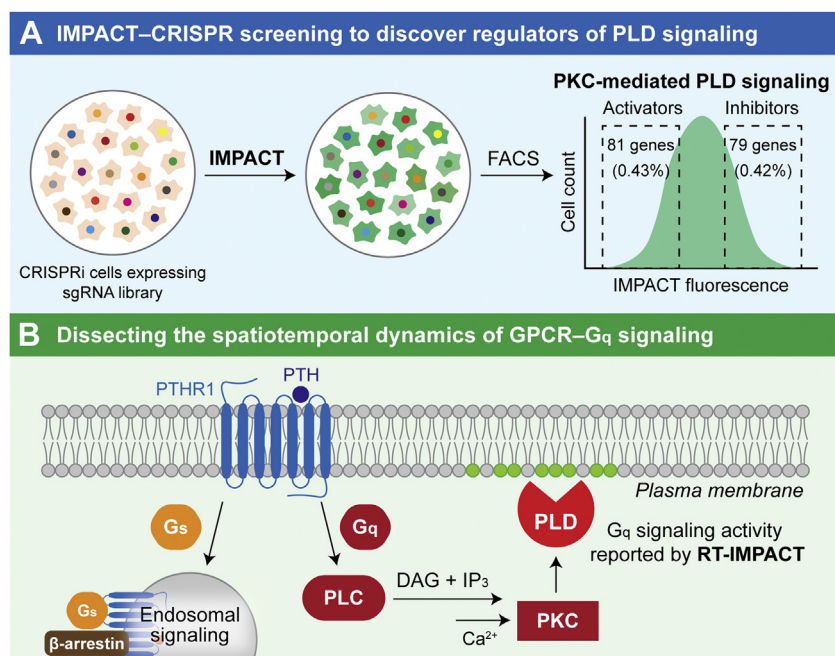 A IMPACT–CRISPR screening to discover regulators of PLD signaling
CRISPRi cells expressing
sgRNA library
IMPACT
FACS
PKC-mediated PLD signaling
Activators
Inhibitors
81 genes
(0.43%)
79 genes
(0.42%)
Cell count
IMPACT fluorescence
B Dissecting the spatiotemporal dynamics of GPCR–Gq signaling
PTHR1
PTH
Plasma membrane
Gs
Gq
PLD
Gq signaling activity
reported by RT-IMPACT
PLC
DAG + IP₃
Ca²⁺
PKC
Gs
β-arrestin
Endosomal
signaling